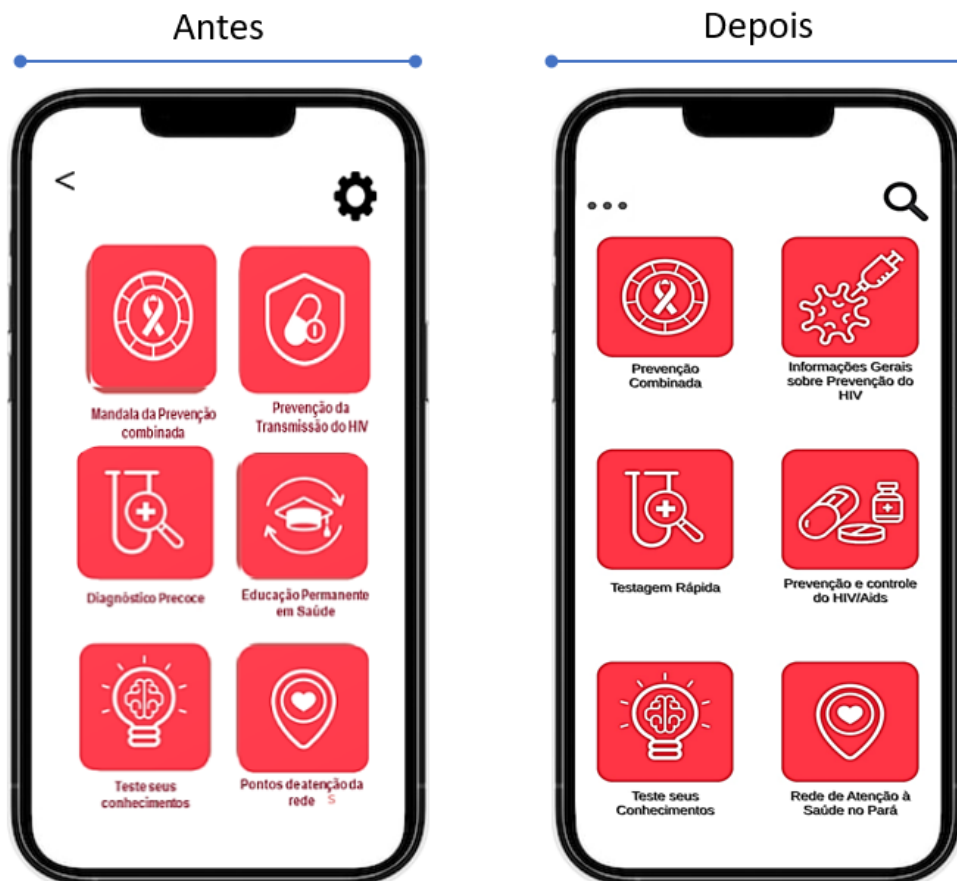 Antes
Depois
<
Mandala da Prevenção
combinada
Prevenção da
Transmissão do HIV
Diagnóstico Precoce
Educação Permanente
em Saúde
Teste seus
conhecimentos
Pontos de atenção da
rede s
...
Prevenção
Combinada
Informações Gerais
sobre Prevenção do
HIV
Testagem Rápida
Prevenção e controle
do HIV/Aids
Teste seus
Conhecimentos
Rede de Atenção à
Saúde no Pará